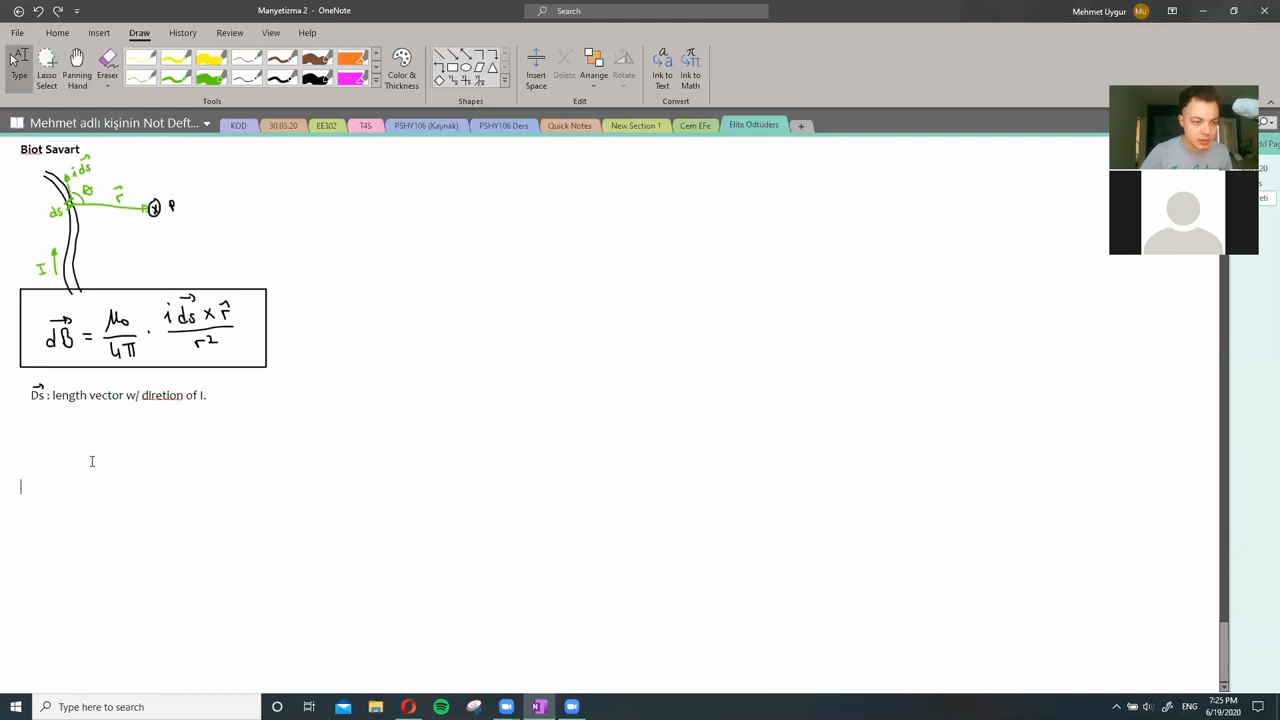 Manyetizma 2 - OneNote
Search
Mehmet Uygur
MU
File Home Insert Draw History Review View Help
Type
Lasso Select
Panning Hand
Eraser
Color & Thickness
Insert Space
Delete
Arrange
Rotate
Ink to Text
Ink to Math
Tools
Shapes
Edit
Convert
Mehmet adlı kişinin Not Deft...
KOD
30.03.20
EE302
T4S
PSHY106 (Kaynak)
PSHY106 Ders
Quick Notes
New Section 1
Cem EFe
Elite Odtüders
+
Add Pag
Biot Savart
i ds
θ
r̂
ds
P
I
dB = μ₀/4π · i ds × r̂ / r²
Ds : length vector w/ diretion of I.
Type here to search
ENG
7:25 PM
6/19/2020